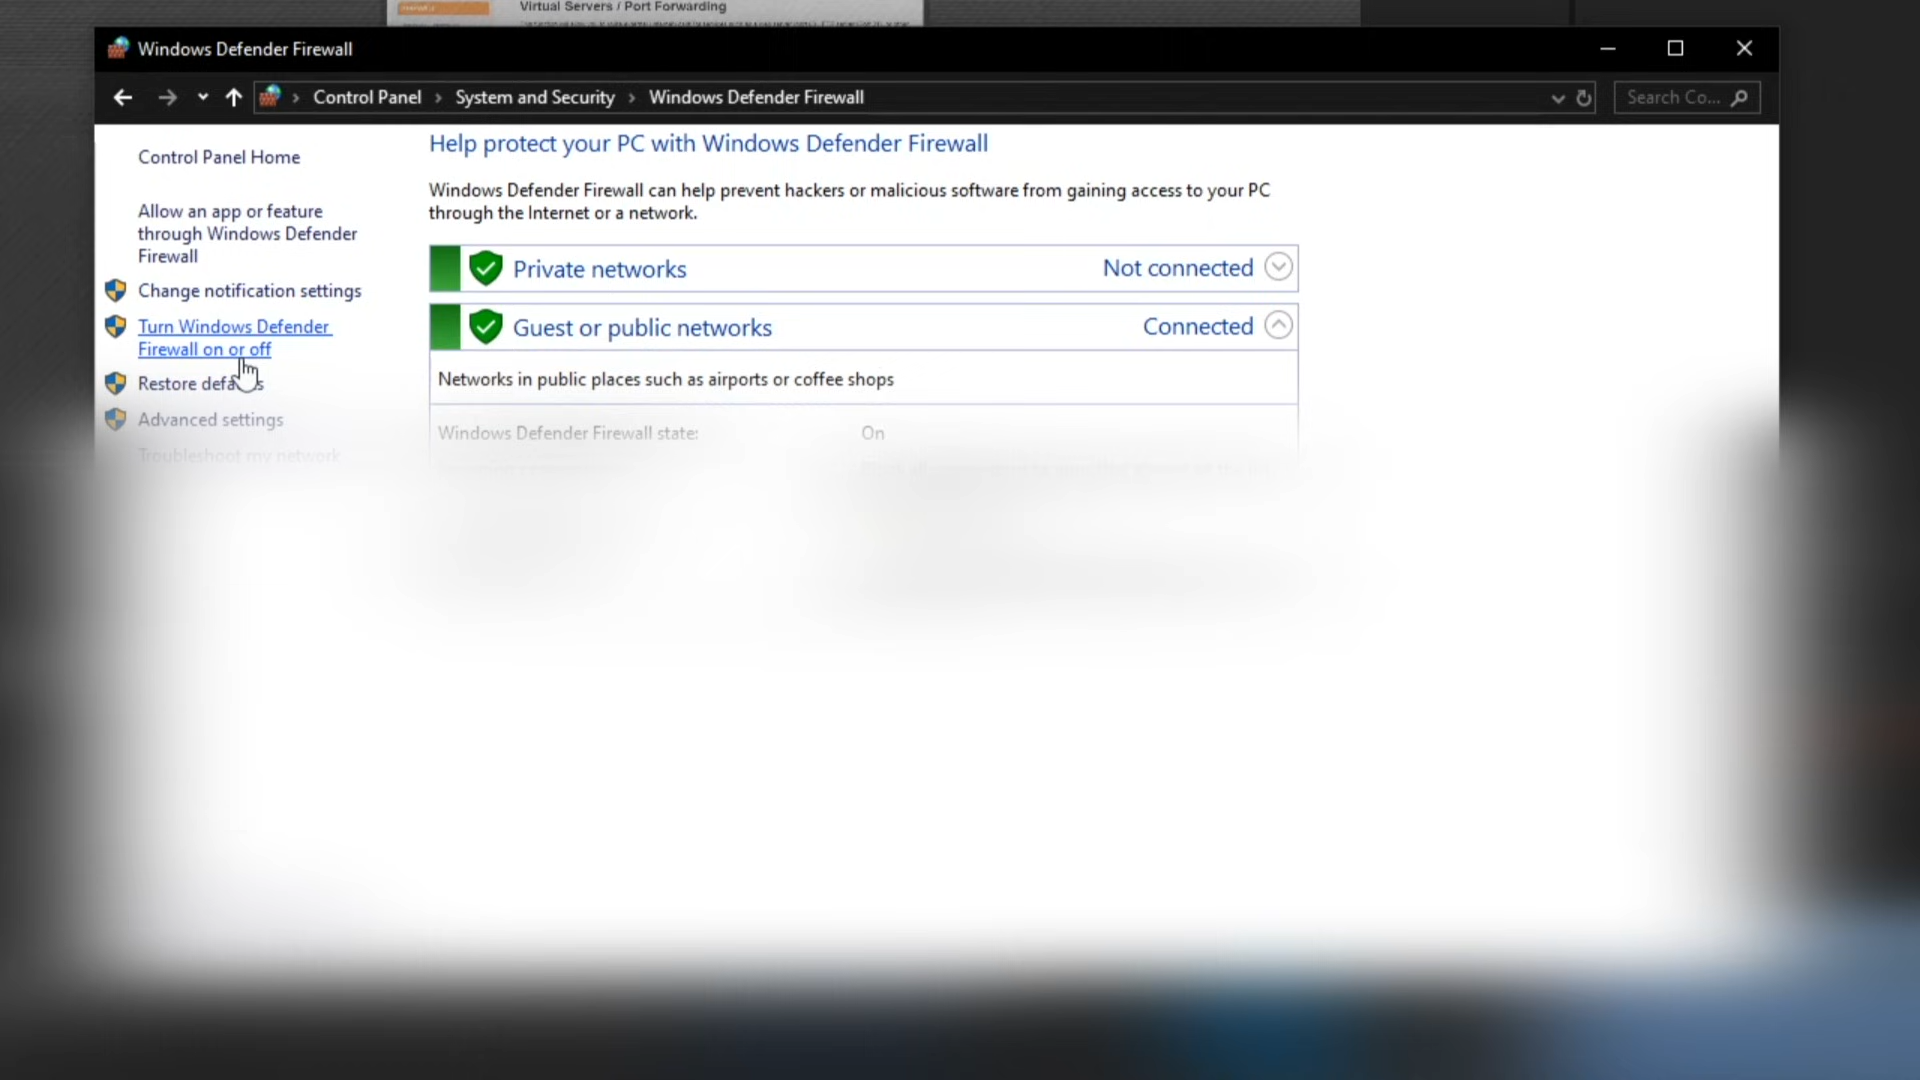 Virtual Servers / Port Forwarding
Windows Defender Firewall
Control Panel › System and Security › Windows Defender Firewall
Search Co...
Control Panel Home
Allow an app or feature
through Windows Defender
Firewall
Change notification settings
Turn Windows Defender
Firewall on or off
Restore defaults
Advanced settings
Troubleshoot my network
Help protect your PC with Windows Defender Firewall
Windows Defender Firewall can help prevent hackers or malicious software from gaining access to your PC
through the Internet or a network.
Private networks Not connected
Guest or public networks Connected
Networks in public places such as airports or coffee shops
Windows Defender Firewall state: On